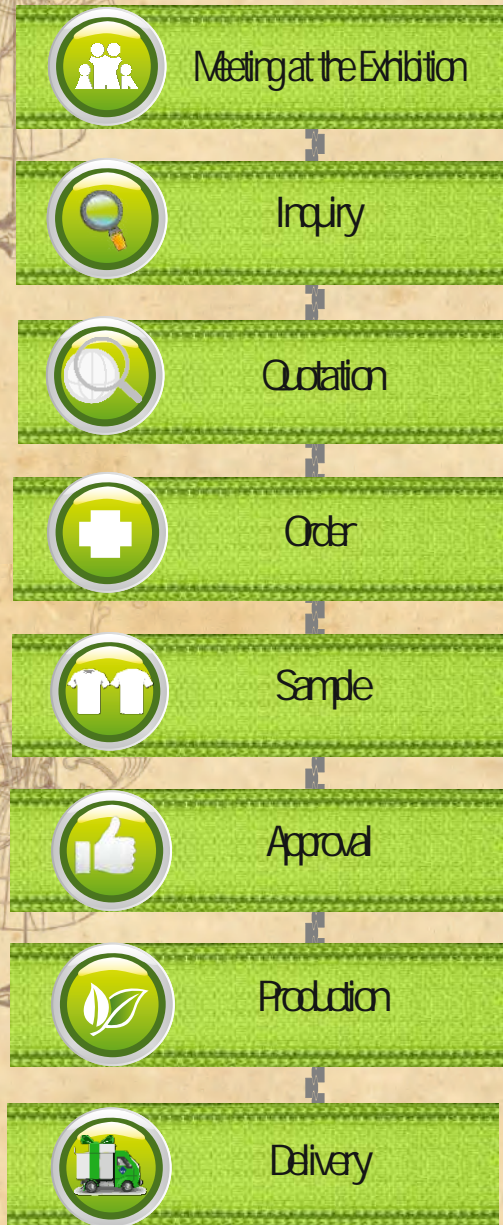 Meeting at the Exhibition
Inquiry
Quotation
Order
Sample
Approval
Production
Delivery